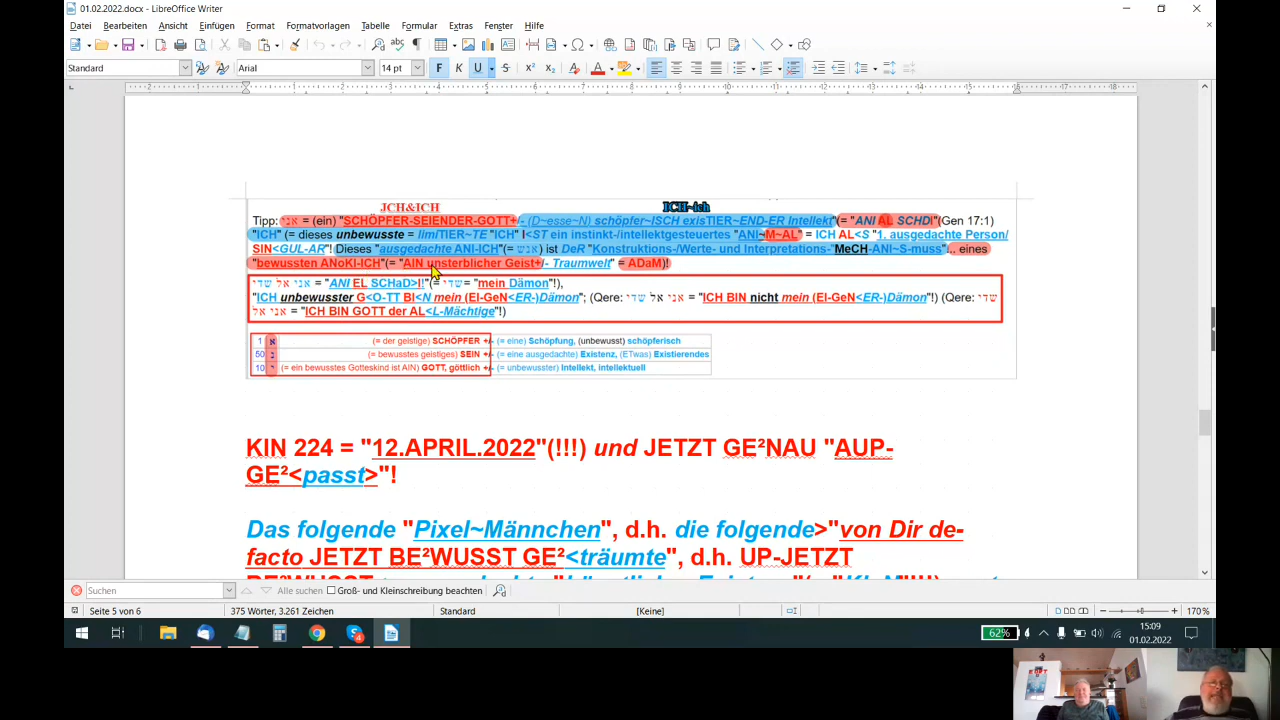 01.02.2022.docx - LibreOffice Writer
Datei Bearbeiten Ansicht Einfügen Format Formatvorlagen Tabelle Formular Extras Fenster Hilfe
Standard Arial 14 pt F K U S
JCH&ICH ICH~ich
Tipp: אני = (ein) "SCHÖPFER-SEIENDER-GOTT+/- (D~esse~N) schöpfer~ISCH exisTIER~END-ER Intellekt"(= "ANI AL SCHDI"(Gen 17:1)
"ICH" (= dieses unbewusste = limiTIER~TE "ICH" I<ST ein instinkt-/intellektgesteuertes "ANI~M~AL" = ICH AL<S "1. ausgedachte Person/
SIN<GUL-AR"! Dieses "ausgedachte ANI-ICH"(= אנש) ist DeR "Konstruktions-/Werte- und Interpretations-"MeCH-ANI~S-muss"... eines
"bewussten ANoKI-ICH"(= "AIN unsterblicher Geist+/- Traumwelt" = ADaM)!
אני אל שדי = "ANI EL SCHaD>I!"(= שדי= "mein Dämon"!),
"ICH unbewusster G<O-TT BI<N mein (EI-GeN<ER-)Dämon"; (Qere: אני אל שדי = "ICH BIN nicht mein (EI-GeN<ER-)Dämon"!) (Qere: שדי
אני אל = "ICH BIN GOTT der AL<L-Mächtige"!)
1 א (= der geistige) SCHÖPFER +/- (= eine) Schöpfung, (unbewusst) schöpferisch
50 נ (= bewusstes geistiges) SEIN +/- (= eine ausgedachte) Existenz, (ETwas) Existierendes
10 י (= ein bewusstes Gotteskind ist AIN) GOTT, göttlich +/- (= unbewusster) Intellekt, intellektuell
KIN 224 = "12.APRIL.2022"(!!!) und JETZT GE²NAU "AUP-
GE²<passt>"!
Das folgende "Pixel~Männchen", d.h. die folgende>"von Dir de-
facto JETZT BE²WUSST GE²<träumte", d.h. UP-JETZT
Suchen Alle suchen Groß- und Kleinschreibung beachten
Seite 5 von 6 375 Wörter, 3.261 Zeichen Standard [Keine] 170%
62% 15:09
01.02.2022